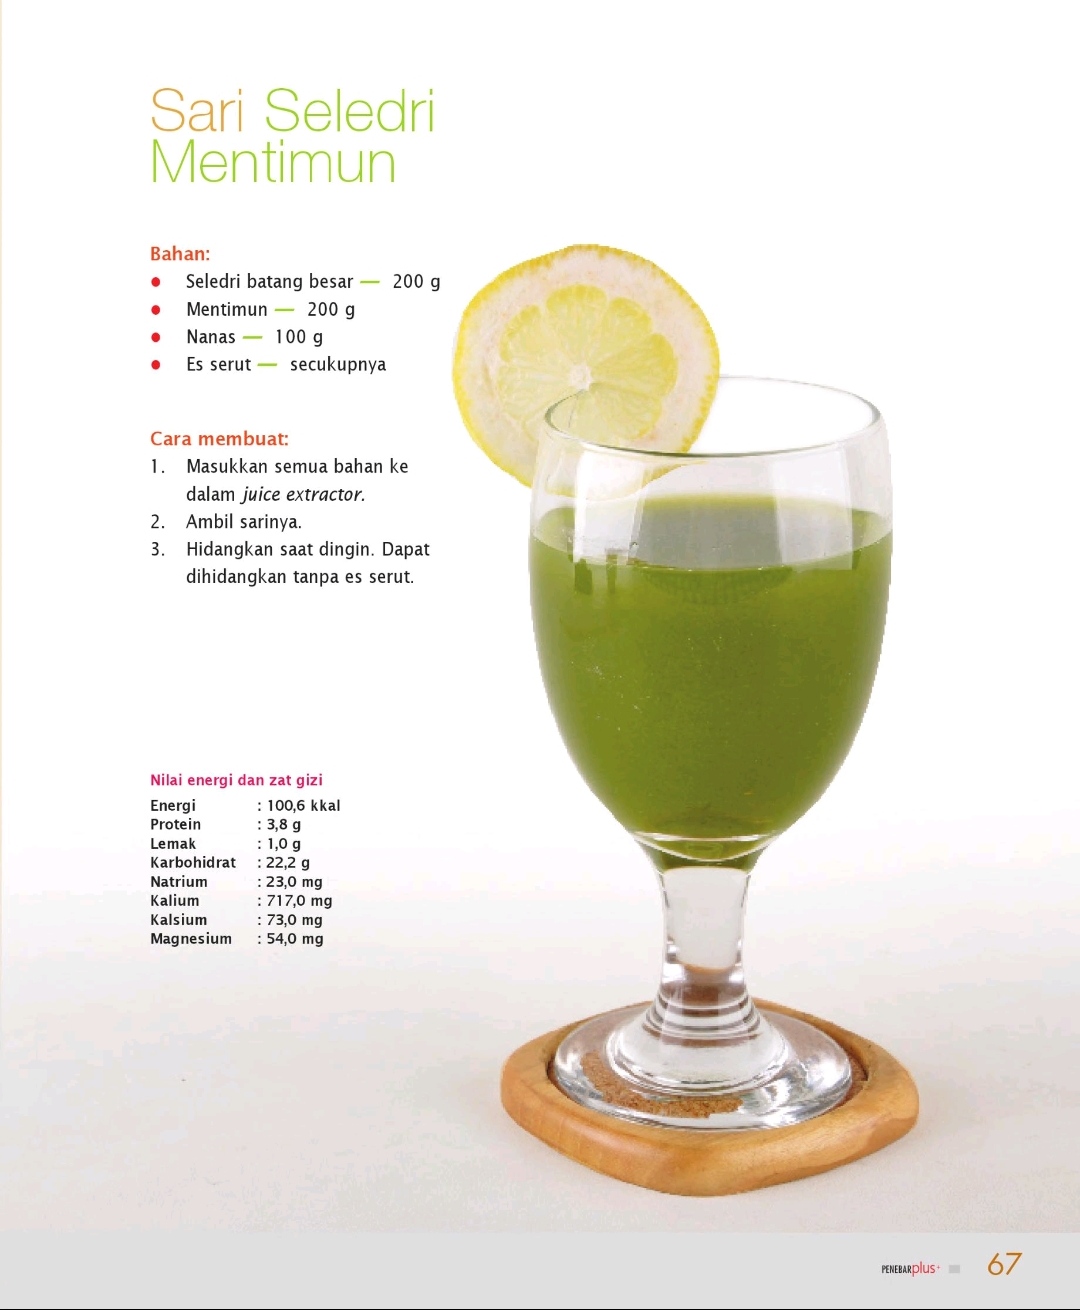 Sari Seledri
Mentimun
Bahan:
● Seledri batang besar — 200 g
● Mentimun — 200 g
● Nanas — 100 g
● Es serut — secukupnya
Cara membuat:
1. Masukkan semua bahan ke
dalam juice extractor.
2. Ambil sarinya.
3. Hidangkan saat dingin. Dapat
dihidangkan tanpa es serut.
Nilai energi dan zat gizi
Energi : 100,6 kkal
Protein : 3,8 g
Lemak : 1,0 g
Karbohidrat : 22,2 g
Natrium : 23,0 mg
Kalium : 717,0 mg
Kalsium : 73,0 mg
Magnesium : 54,0 mg
PENEBARplus+ 67